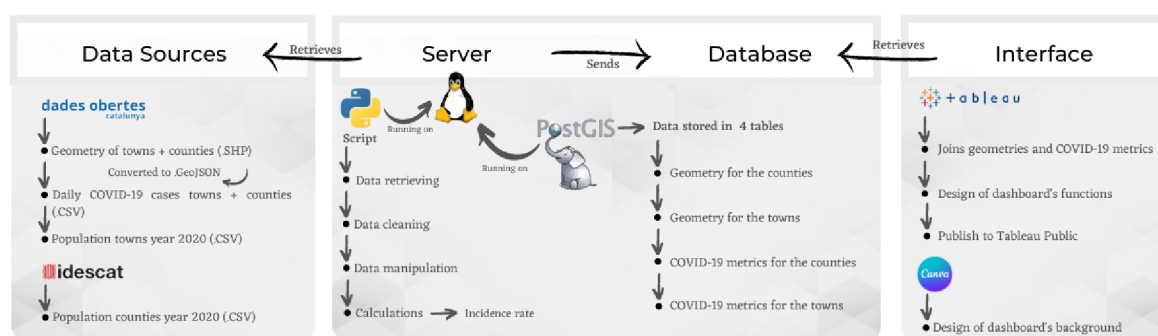 Data Sources
Retrieves
Server
Sends
Database
Retrieves
Interface
dades obertes
catalunya
Geometry of towns + counties (.SHP)
Converted to .GeoJSON
Daily COVID-19 cases towns + counties
(.CSV)
Population towns year 2020 (.CSV)
idescat
Population counties year 2020 (.CSV)
Script
Running on
Data retrieving
Data cleaning
Data manipulation
Calculations
Incidence rate
PostGIS
Running on
Data stored in 4 tables
Geometry for the counties
Geometry for the towns
COVID-19 metrics for the counties
COVID-19 metrics for the towns
+ableau
Joins geometries and COVID-19 metrics
Design of dashboard's functions
Publish to Tableau Public
Canva
Design of dashboard's background